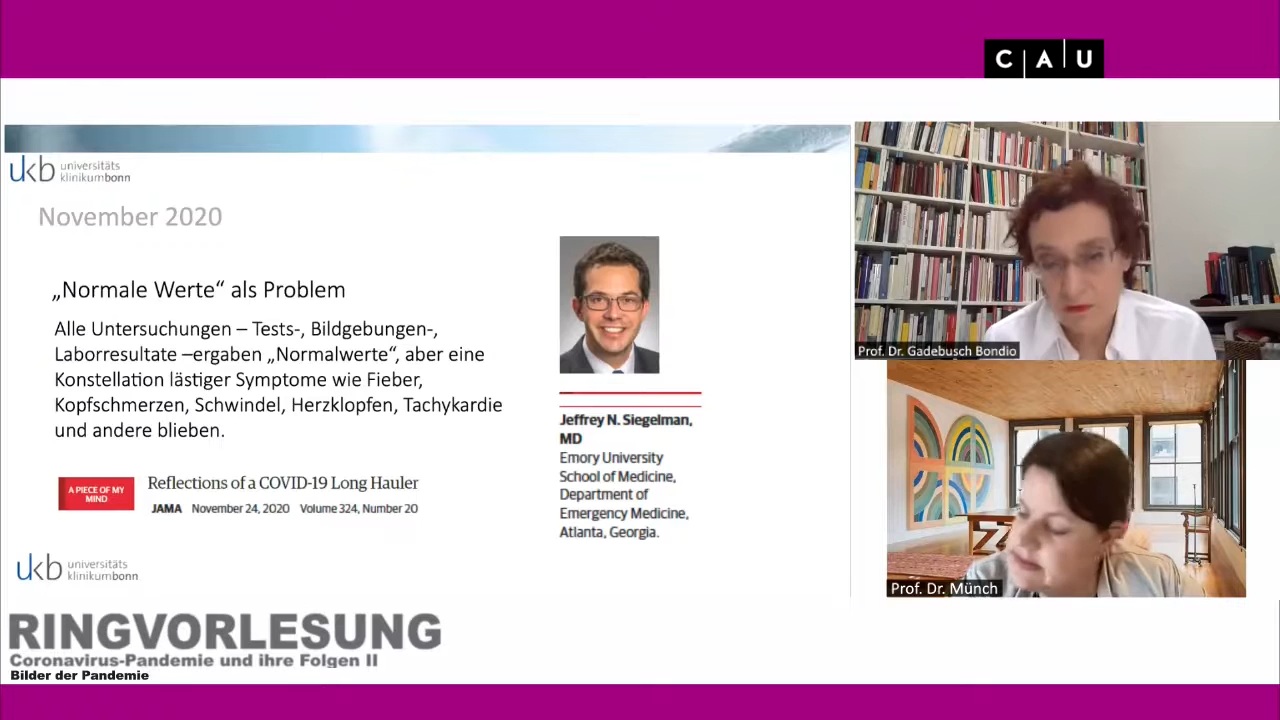 C A U
ukb universitäts
klinikumbonn
November 2020
„Normale Werte“ als Problem
Alle Untersuchungen – Tests-, Bildgebungen-,
Laborresultate –ergaben „Normalwerte“, aber eine
Konstellation lästiger Symptome wie Fieber,
Kopfschmerzen, Schwindel, Herzklopfen, Tachykardie
und andere blieben.
A PIECE OF MY
MIND
Reflections of a COVID-19 Long Hauler
JAMA November 24, 2020 Volume 324, Number 20
Jeffrey N. Siegelman,
MD
Emory University
School of Medicine,
Department of
Emergency Medicine,
Atlanta, Georgia.
ukb universitäts
klinikumbonn
Prof. Dr. Gadebusch Bondio
Prof. Dr. Münch
RINGVORLESUNG
Coronavirus-Pandemie und ihre Folgen II
Bilder der Pandemie